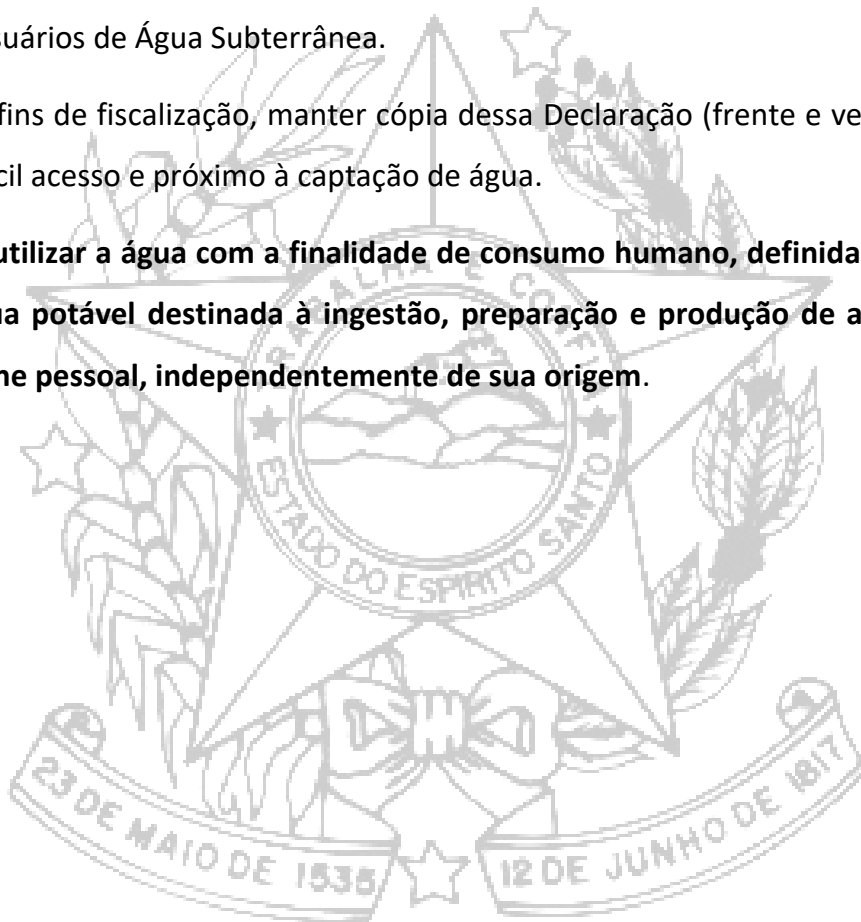 suários de Água Subterrânea.
fins de fiscalização, manter cópia dessa Declaração (frente e ve
cil acesso e próximo à captação de água.
utilizar a água com a finalidade de consumo humano, definida
ua potável destinada à ingestão, preparação e produção de a
ne pessoal, independentemente de sua origem.
TRABALHA E CONFIA
ESTADO DO ESPIRITO SANTO
23 DE MAIO DE 1535
12 DE JUNHO DE 1817